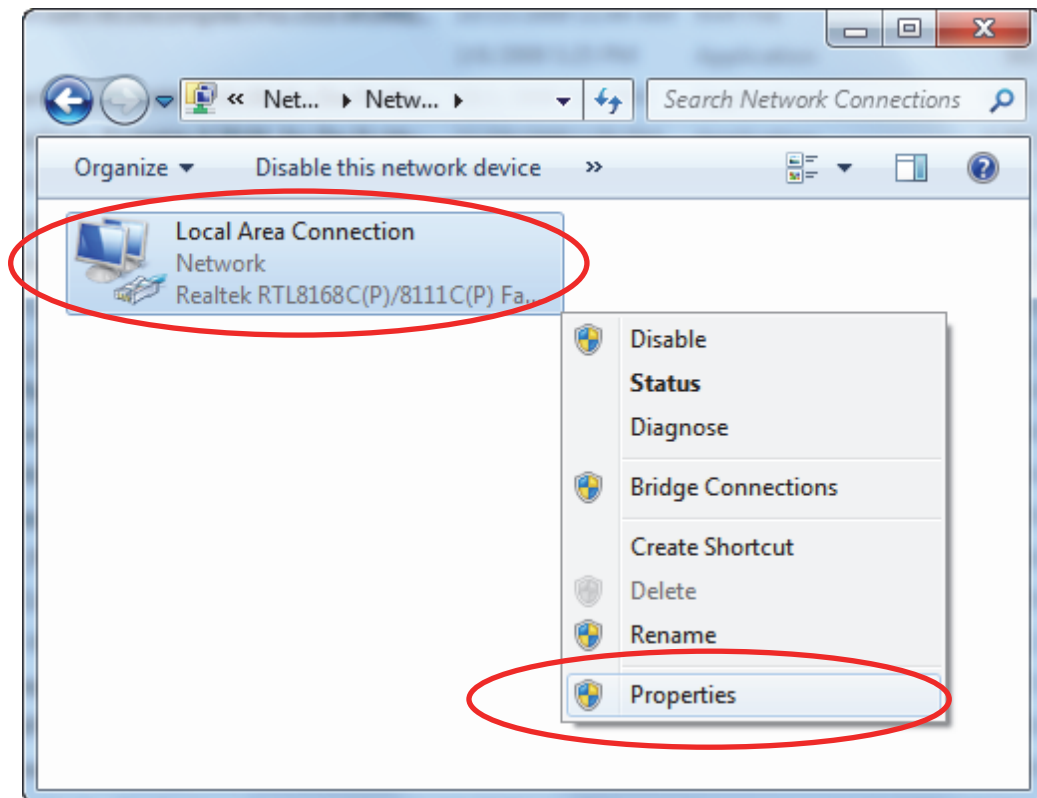 « Net... Netw...
Search Network Connections
Organize Disable this network device »
Local Area Connection
Network
Realtek RTL8168C(P)/8111C(P) Fa...
Disable
Status
Diagnose
Bridge Connections
Create Shortcut
Delete
Rename
Properties